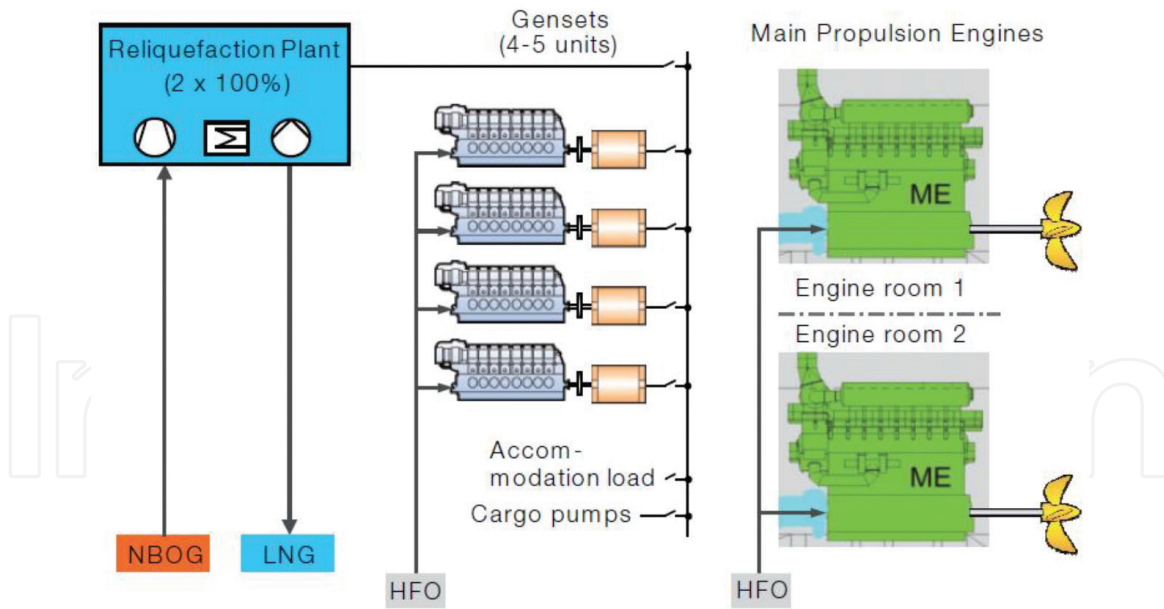 Reliquefaction Plant
(2 x 100%)
Gensets
(4-5 units)
Main Propulsion Engines
ME
Engine room 1
Engine room 2
ME
Accom-
modation load
Cargo pumps
NBOG
LNG
HFO
HFO